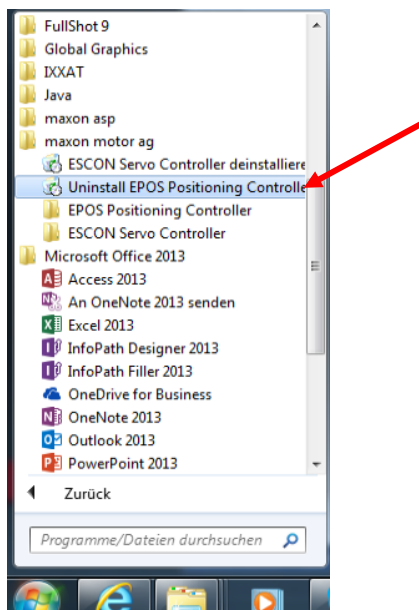 FullShot 9
Global Graphics
IXXAT
Java
maxon asp
maxon motor ag
ESCON Servo Controller deinstalliere
Uninstall EPOS Positioning Controlle
EPOS Positioning Controller
ESCON Servo Controller
Microsoft Office 2013
Access 2013
An OneNote 2013 senden
Excel 2013
InfoPath Designer 2013
InfoPath Filler 2013
OneDrive for Business
OneNote 2013
Outlook 2013
PowerPoint 2013
Zurück
Programme/Dateien durchsuchen